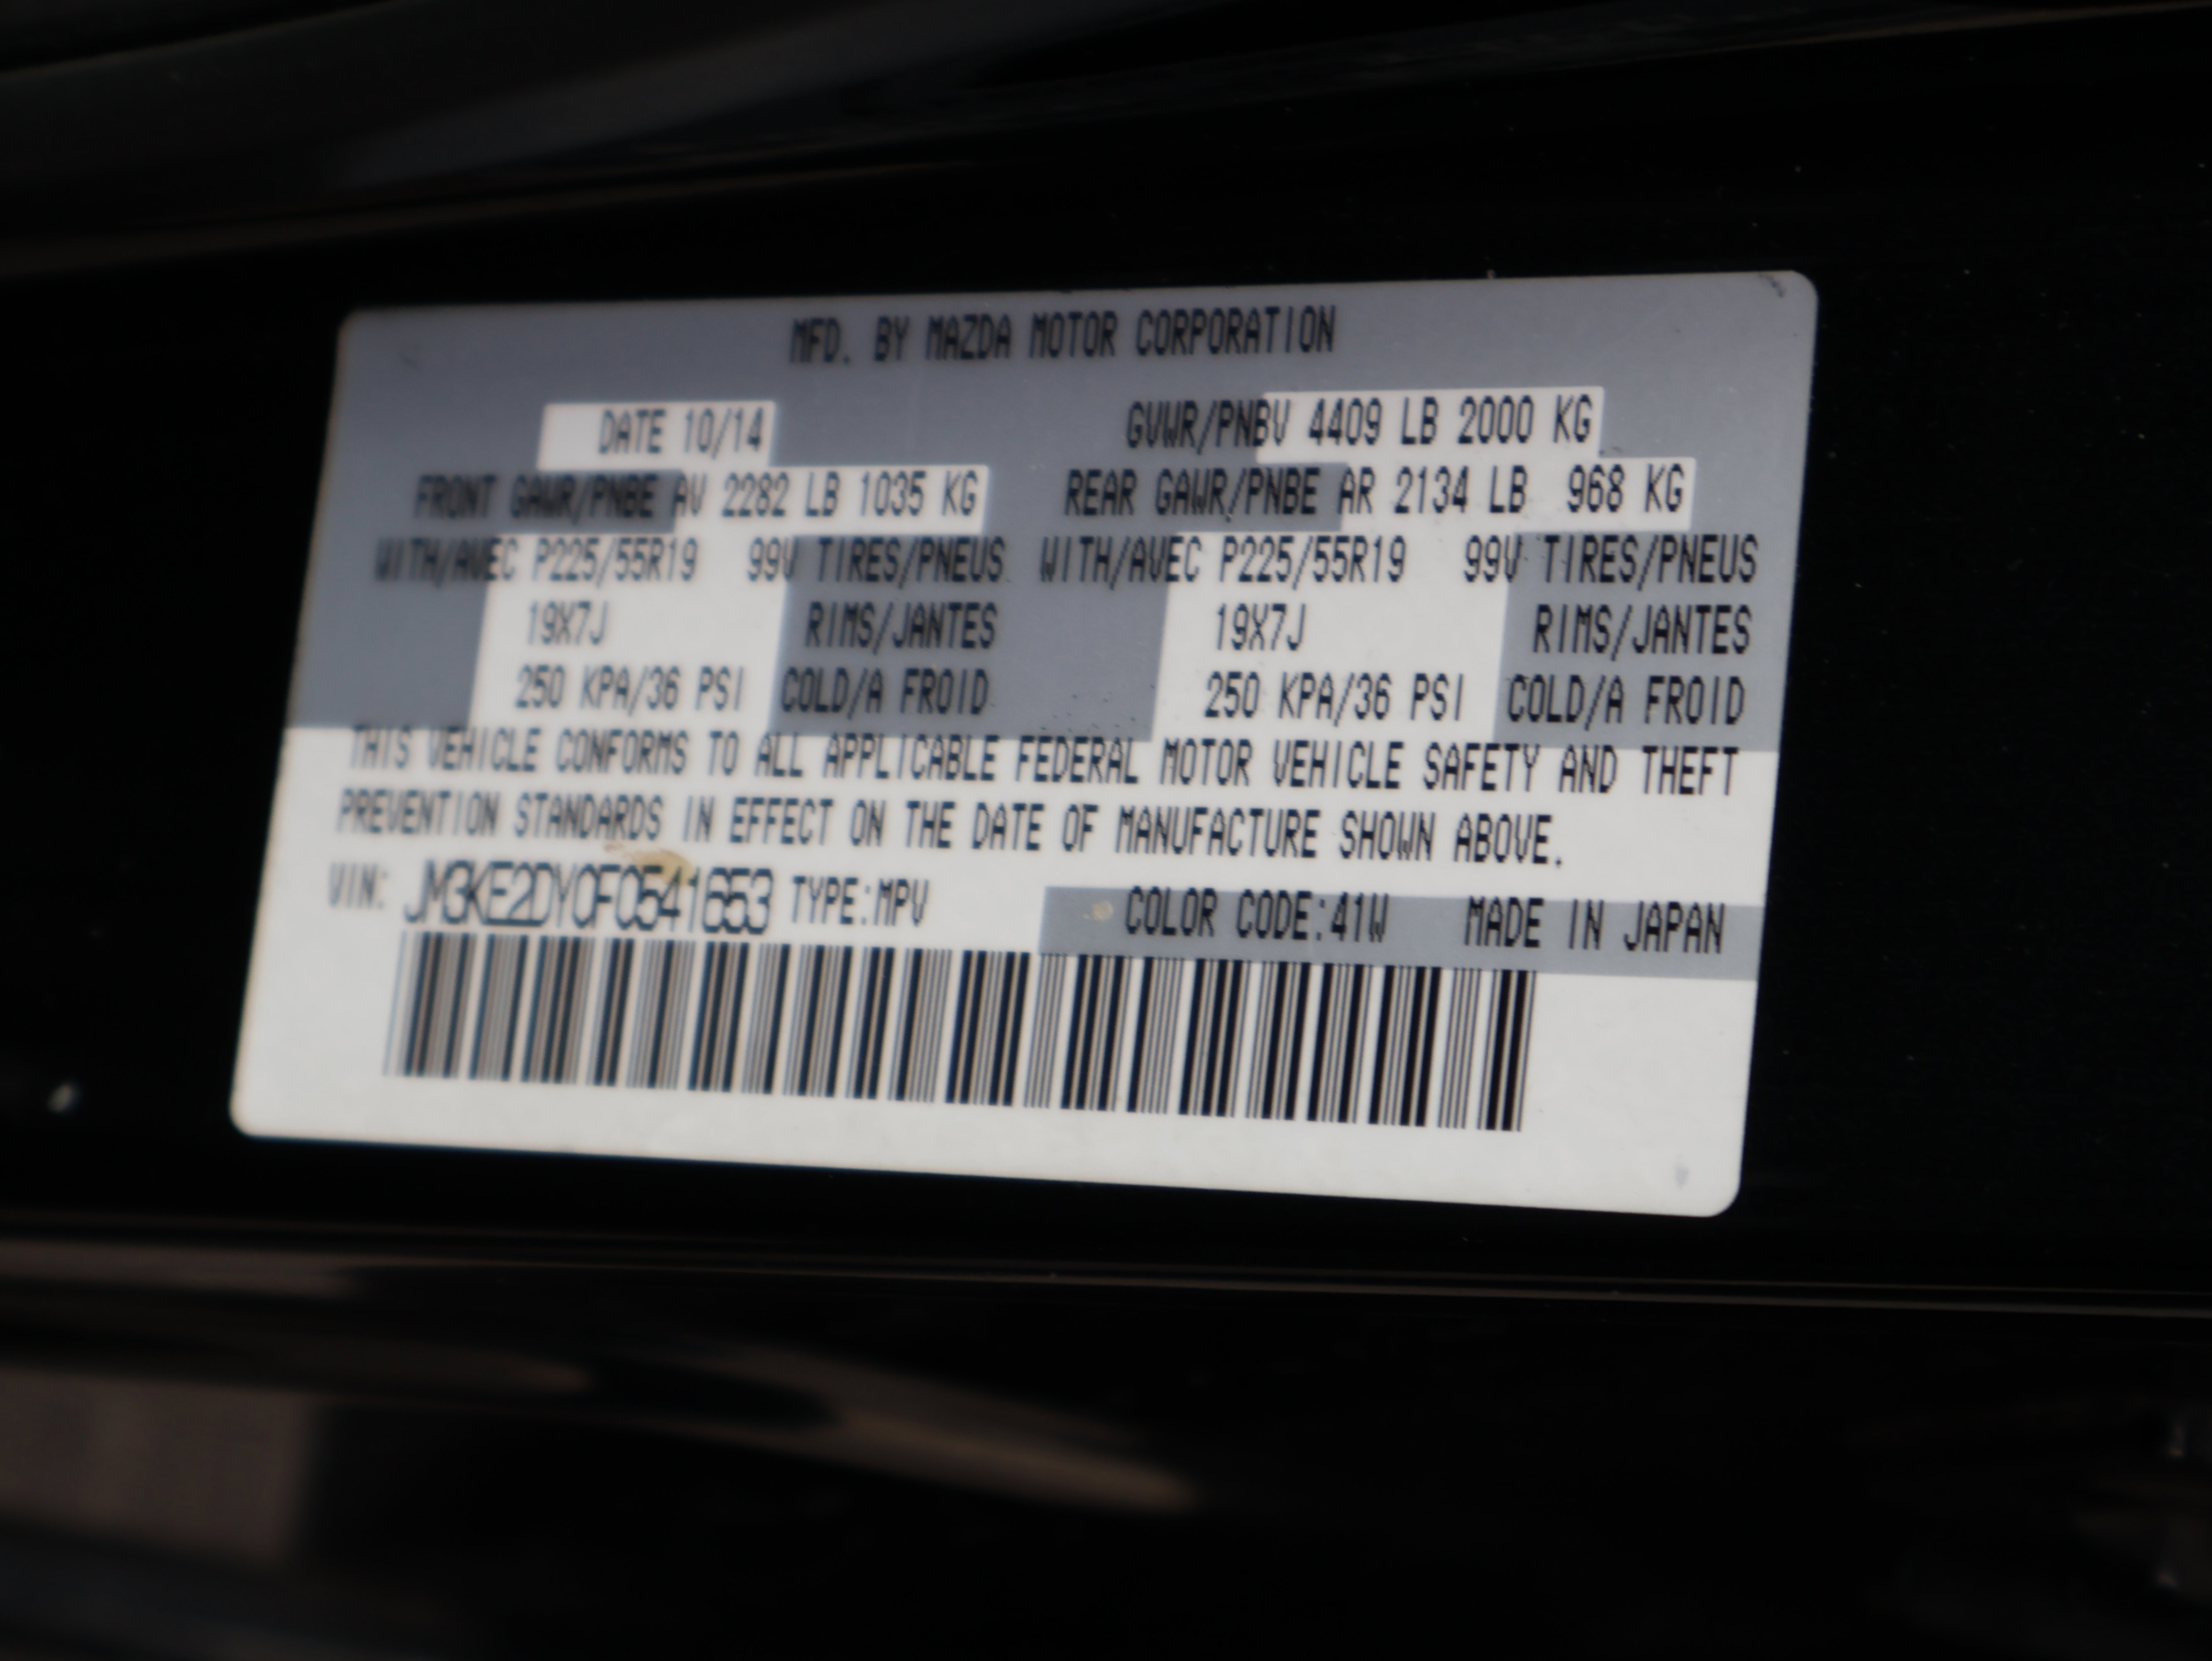 MFD. BY MAZDA MOTOR CORPORATION
DATE 10/14 GVWR/PNBV 4409 LB 2000 KG
FRONT GAWR/PNBE AV 2282 LB 1035 KG REAR GAWR/PNBE AR 2134 LB 968 KG
WITH/AVEC P225/55R19 99V TIRES/PNEUS WITH/AVEC P225/55R19 99V TIRES/PNEUS
19X7J RIMS/JANTES 19X7J RIMS/JANTES
250 KPA/36 PSI COLD/A FROID 250 KPA/36 PSI COLD/A FROID
THIS VEHICLE CONFORMS TO ALL APPLICABLE FEDERAL MOTOR VEHICLE SAFETY AND THEFT
PREVENTION STANDARDS IN EFFECT ON THE DATE OF MANUFACTURE SHOWN ABOVE.
VIN: JM3KE2DY0F0541653 TYPE:MPV COLOR CODE:41W MADE IN JAPAN